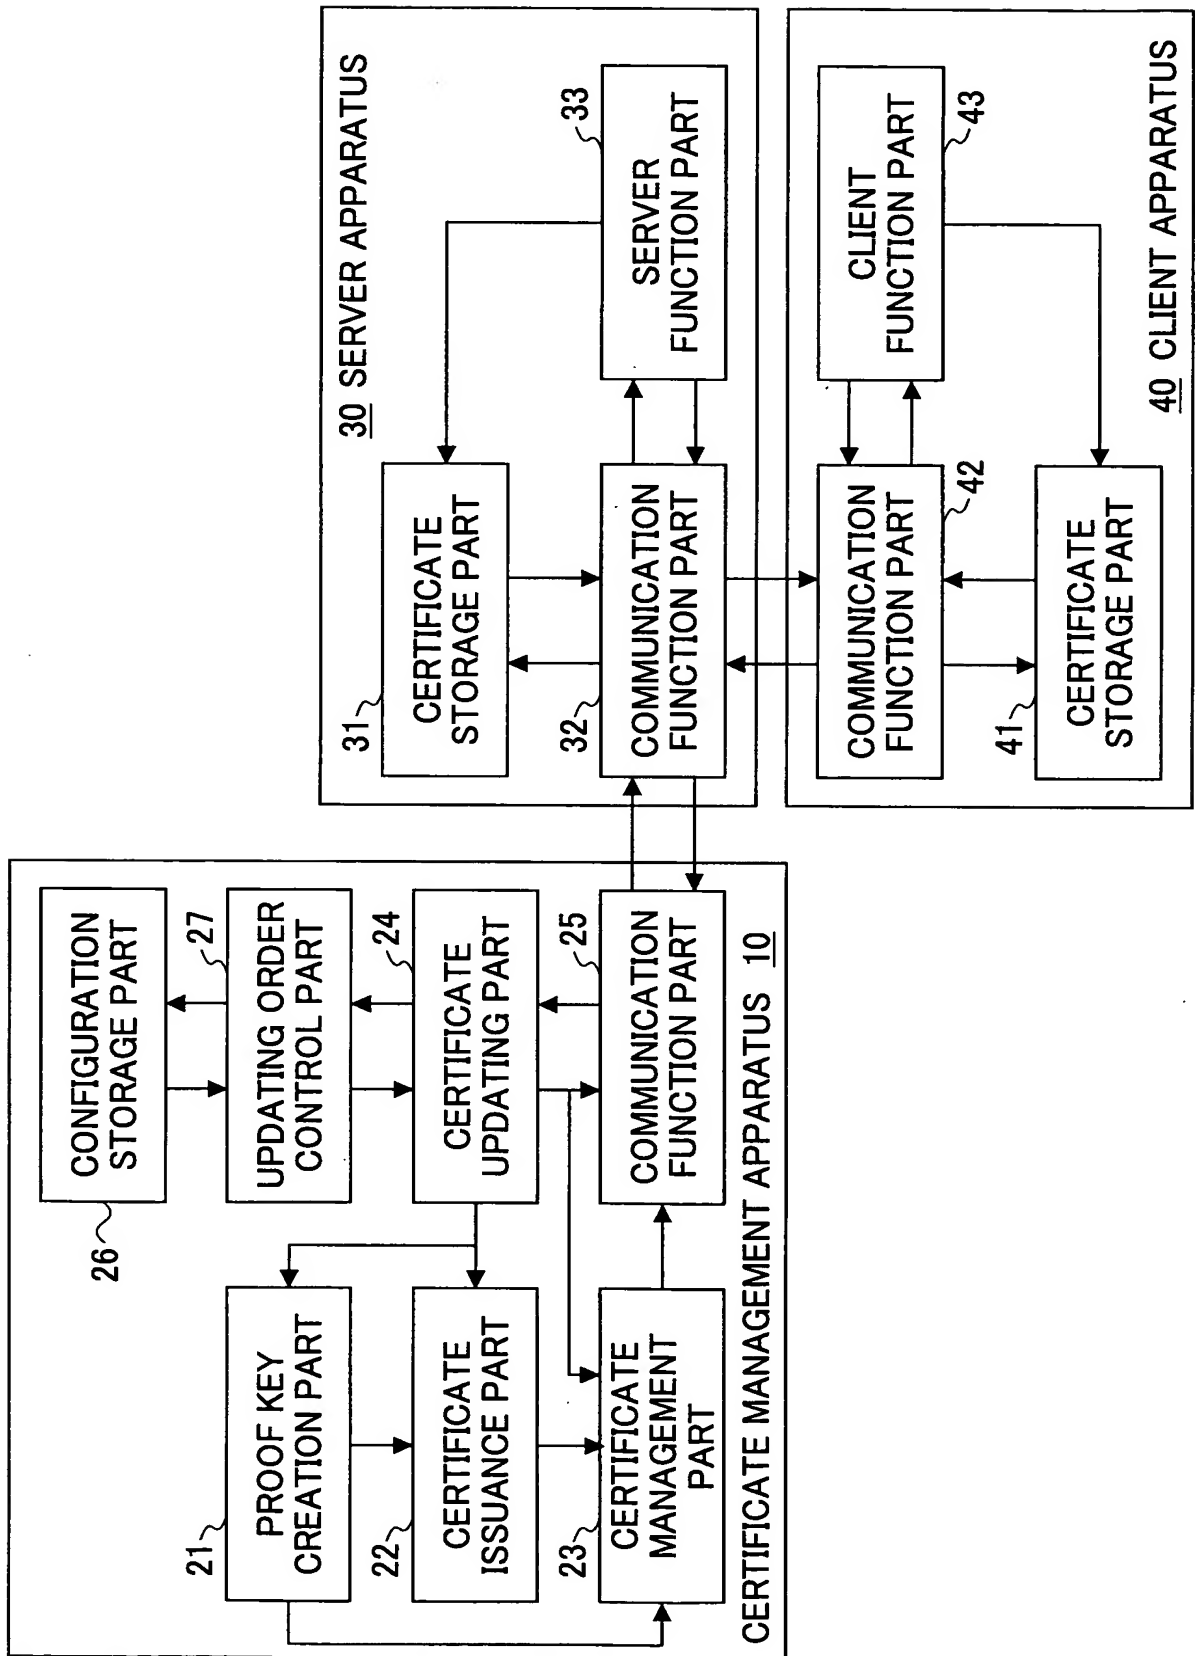 26
CONFIGURATION
STORAGE PART
27
UPDATING ORDER
CONTROL PART
24
CERTIFICATE
UPDATING PART
25
COMMUNICATION
FUNCTION PART
21
PROOF KEY
CREATION PART
22
CERTIFICATE
ISSUANCE PART
23
CERTIFICATE
MANAGEMENT
PART
CERTIFICATE MANAGEMENT APPARATUS 10
30 SERVER APPARATUS
31
CERTIFICATE
STORAGE PART
32
COMMUNICATION
FUNCTION PART
33
SERVER
FUNCTION PART
COMMUNICATION
FUNCTION PART
42
CLIENT
FUNCTION PART
43
41
CERTIFICATE
STORAGE PART
40 CLIENT APPARATUS